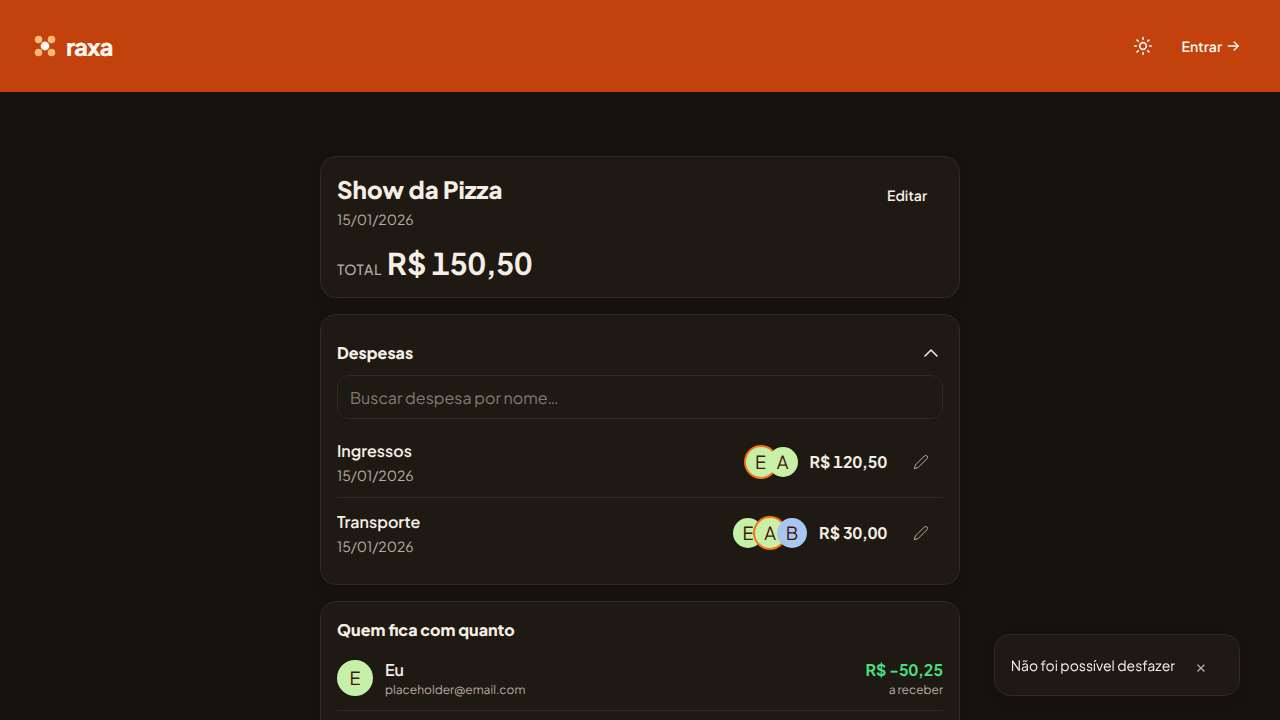 raxa
Entrar →
Show da Pizza
Editar
15/01/2026
TOTAL R$ 150,50
Despesas
Buscar despesa por nome...
Ingressos
E A R$ 120,50
15/01/2026
Transporte
E A B R$ 30,00
15/01/2026
Quem fica com quanto
E Eu R$ -50,25
placeholder@email.com a receber
Não foi possível desfazer ×